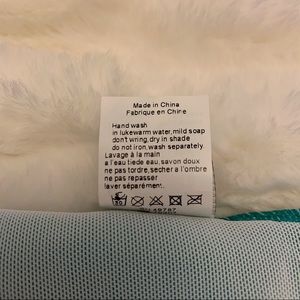 Made in China
Fabriqué en Chine
Hand wash
in lukewarm water,mild soap
don't wring,dry in shade
do not iron,wash separately.
Lavage à la main
a l'eau tiede eau,savon doux
ne pas tordre,secher a l'ombre
ne pas repasser
laver séparément.